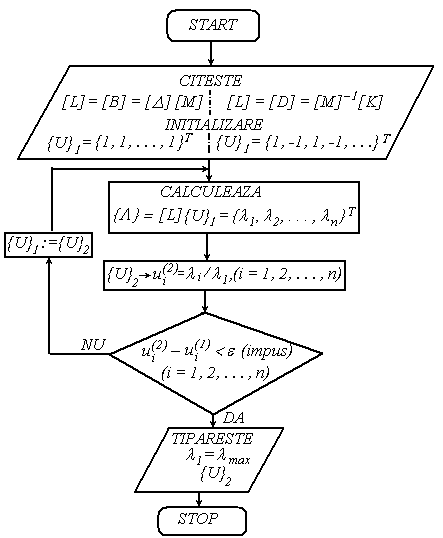 START
CITESTE
[L] = [B] = [Δ] [M] [L] = [D] = [M]⁻¹[K]
INITIALIZARE
{U}₁ = {1, 1, . . . , 1}ᵀ {U}₁ = {1, -1, 1, -1, . . .}ᵀ
CALCULEAZA
{Λ} = [L]{U}₁ = {λ₁, λ₂, . . . , λₙ}ᵀ
{U}₁ := {U}₂
{U}₂ → uᵢ⁽²⁾ = λᵢ / λ₁, (i = 1, 2, . . . , n)
NU
uᵢ⁽²⁾ – uᵢ⁽¹⁾ < ε (impus)
(i = 1, 2, . . . , n)
DA
TIPARESTE
λ₁ = λₘₐₓ
{U}₂
STOP